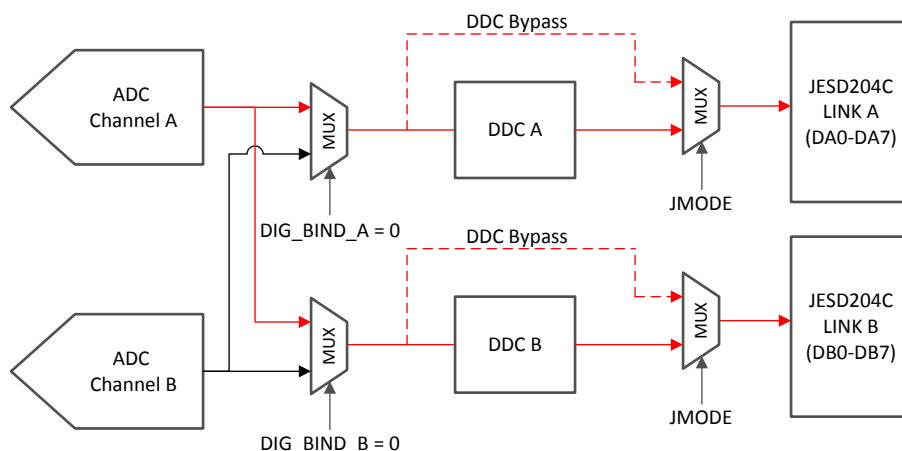 DDC Bypass
ADC
Channel A
MUX
DDC A
MUX
JESD204C
LINK A
(DA0-DA7)
DIG_BIND_A = 0
JMODE
DDC Bypass
ADC
Channel B
MUX
DDC B
MUX
JESD204C
LINK B
(DB0-DB7)
DIG_BIND_B = 0
JMODE